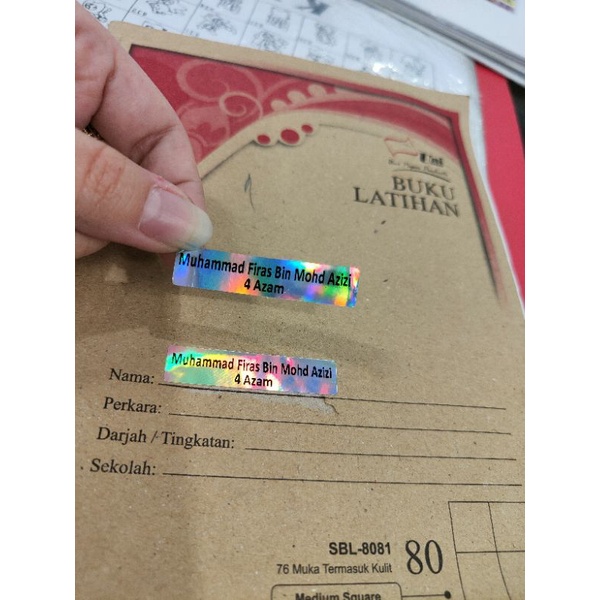 BUKU
LATIHAN
Muhammad Firas Bin Mohd Azizi
4 Azam
Muhammad Firas Bin Mohd Azizi
4 Azam
Nama:
Perkara:
Darjah / Tingkatan:
Sekolah:
SBL-8081
76 Muka Termasuk Kulit
80
Medium Square